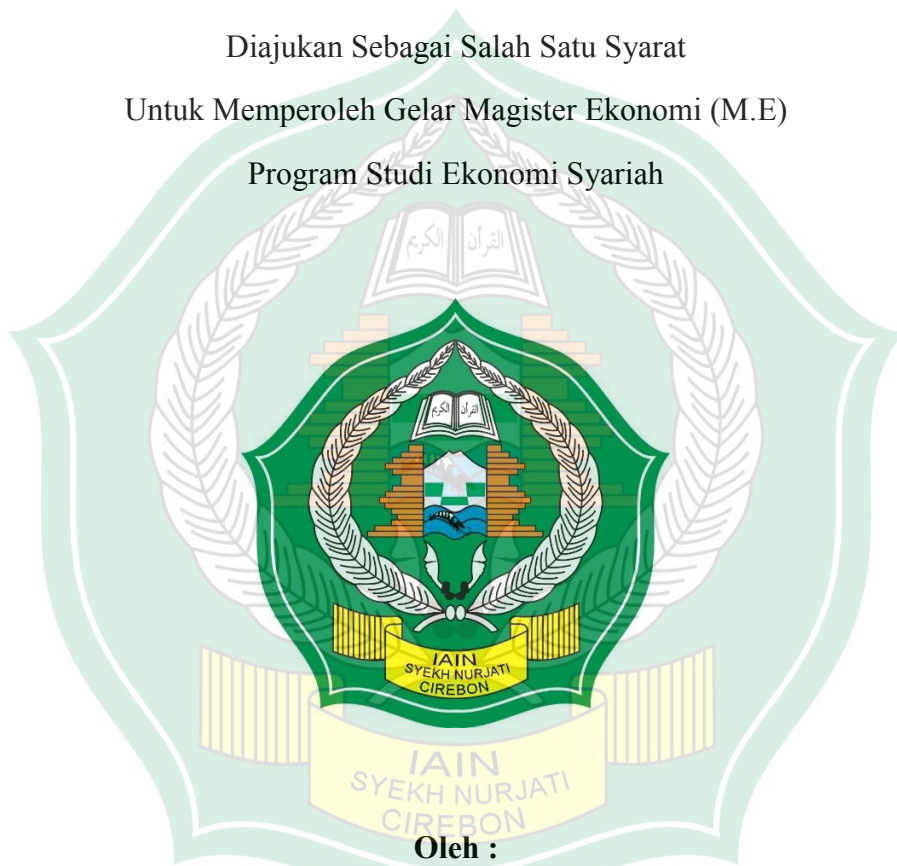 Diajukan Sebagai Salah Satu Syarat
Untuk Memperoleh Gelar Magister Ekonomi (M.E)
Program Studi Ekonomi Syariah
القرآن الكريم
القرآن الكريم
IAIN
SYEKH NURJATI
CIREBON
IAIN
SYEKH NURJATI
CIREBON
Oleh :